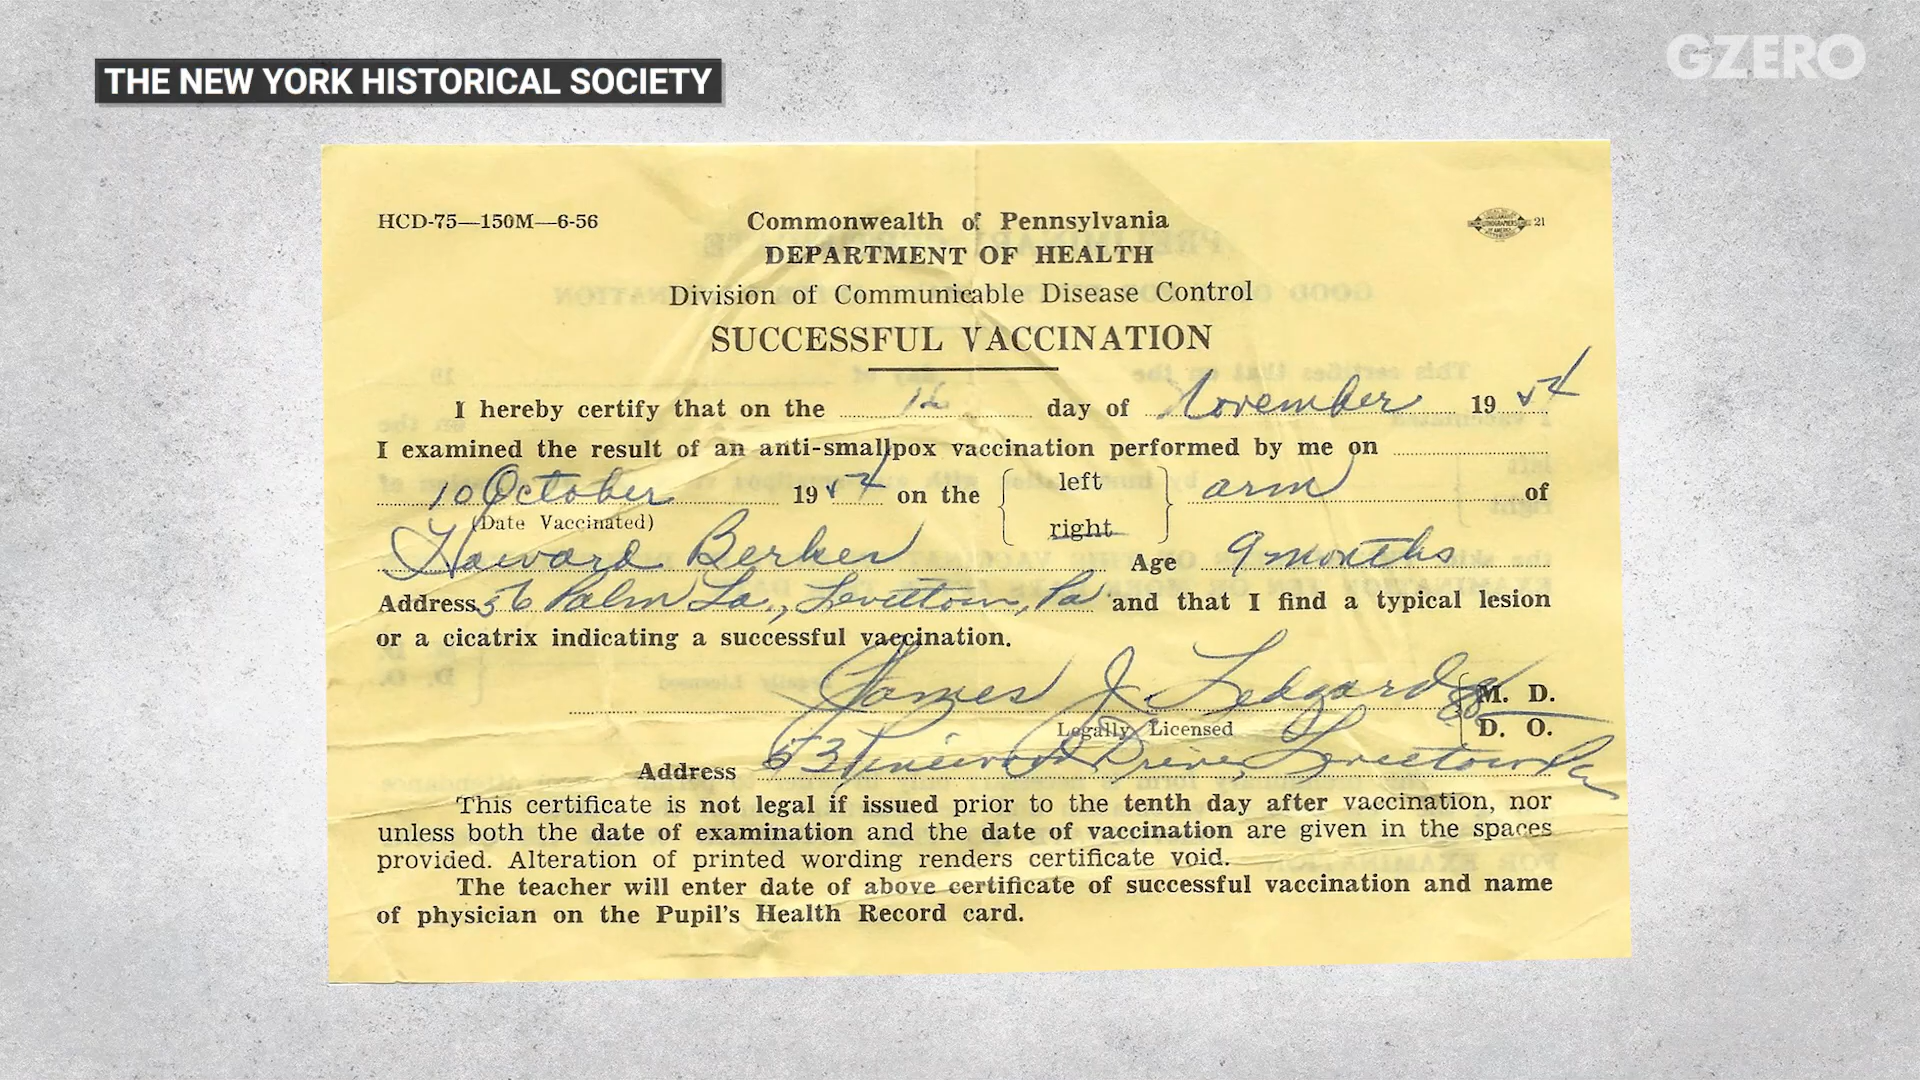 THE NEW YORK HISTORICAL SOCIETY
GZERO
HCD-75—150M—6-56
Commonwealth of Pennsylvania
21
DEPARTMENT OF HEALTH
Division of Communicable Disease Control
SUCCESSFUL VACCINATION
I hereby certify that on the 12 day of November 19
I examined the result of an anti-smallpox vaccination performed by me on
10 October 19 on the left arm of
right
(Date Vaccinated)
Howard Berker Age 9 months
Address 56 Palm La., Levittown, Pa and that I find a typical lesion
or a cicatrix indicating a successful vaccination.
James J. M. D.
Legally Licensed D. O.
Address 53 Drive, Levittown Pa
This certificate is not legal if issued prior to the tenth day after vaccination, nor
unless both the date of examination and the date of vaccination are given in the spaces
provided. Alteration of printed wording renders certificate void.
The teacher will enter date of above certificate of successful vaccination and name
of physician on the Pupil's Health Record card.